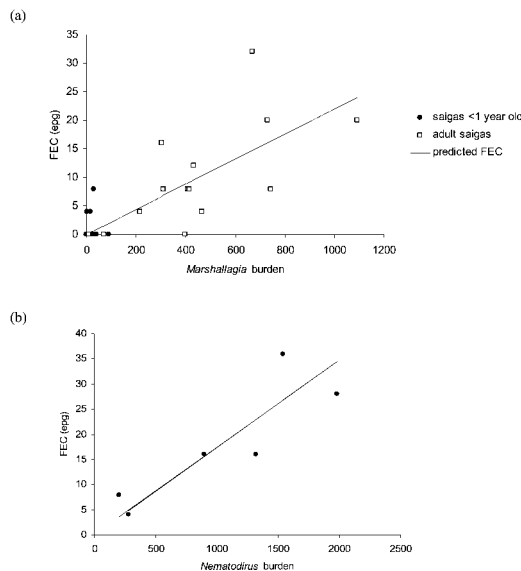 (a)
35
30
25
20
15
10
5
0
FEC (epg)
0 200 400 600 800 1000 1200
Marshallagia burden
saigas <1 year old
adult saigas
predicted FEC
(b)
40
35
30
25
20
15
10
5
0
FEC (epg)
0 500 1000 1500 2000 2500
Nematodirus burden